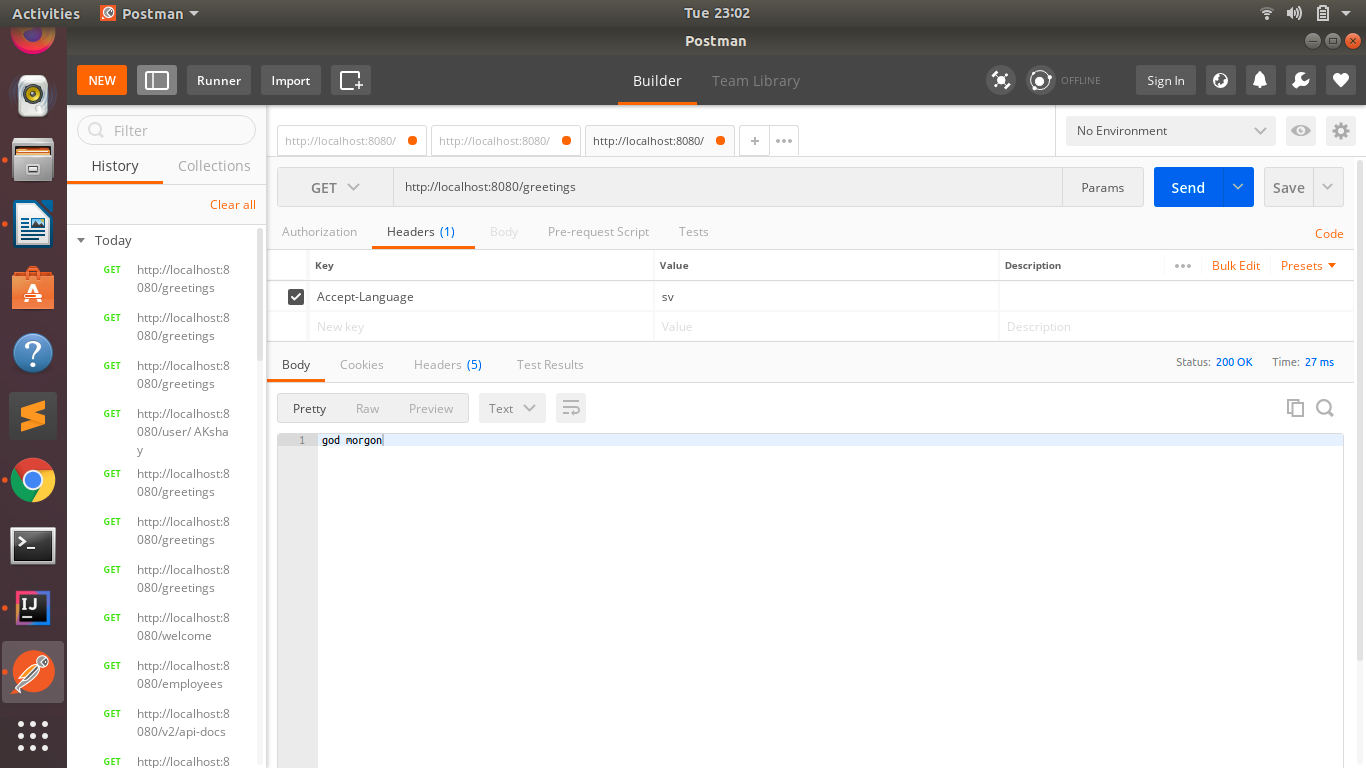 Activities Postman Tue 23:02
Postman
NEW Runner Import Builder Team Library OFFLINE Sign In
Filter
History Collections
Clear all
Today
GET http://localhost:8
080/greetings
GET http://localhost:8
080/greetings
GET http://localhost:8
080/greetings
GET http://localhost:8
080/user/ AKsha
y
GET http://localhost:8
080/greetings
GET http://localhost:8
080/greetings
GET http://localhost:8
080/greetings
GET http://localhost:8
080/welcome
GET http://localhost:8
080/employees
GET http://localhost:8
080/v2/api-docs
GET http://localhost:8
http://localhost:8080/ http://localhost:8080/ http://localhost:8080/ + ••• No Environment
GET http://localhost:8080/greetings Params Send Save
Authorization Headers (1) Body Pre-request Script Tests Code
Key Value Description ••• Bulk Edit Presets
Accept-Language sv
New key Value Description
Body Cookies Headers (5) Test Results Status: 200 OK Time: 27 ms
Pretty Raw Preview Text
1 god morgon
IJ